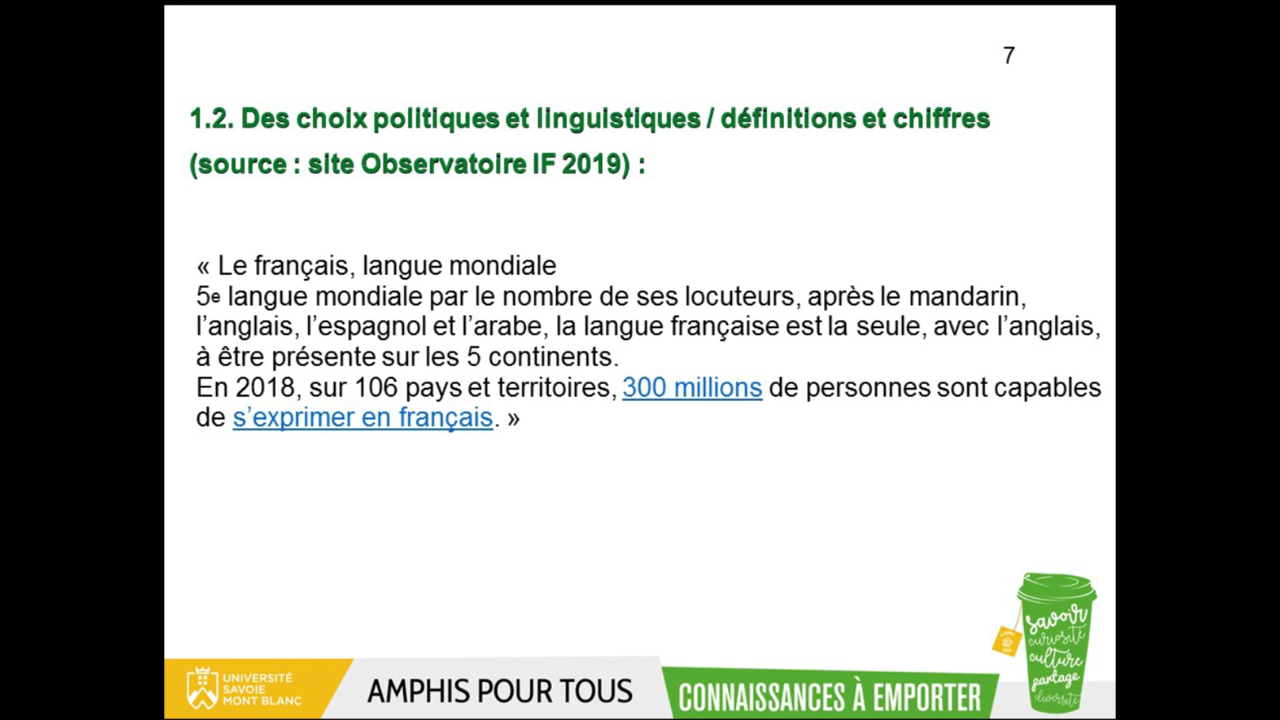 7
1.2. Des choix politiques et linguistiques / définitions et chiffres
(source : site Observatoire IF 2019) :
« Le français, langue mondiale
5e langue mondiale par le nombre de ses locuteurs, après le mandarin,
l’anglais, l’espagnol et l’arabe, la langue française est la seule, avec l’anglais,
à être présente sur les 5 continents.
En 2018, sur 106 pays et territoires, 300 millions de personnes sont capables
de s’exprimer en français. »
savoir
curiosité
culture
partage
diversité
UNIVERSITÉ
SAVOIE
MONT BLANC
AMPHIS POUR TOUS
CONNAISSANCES À EMPORTER